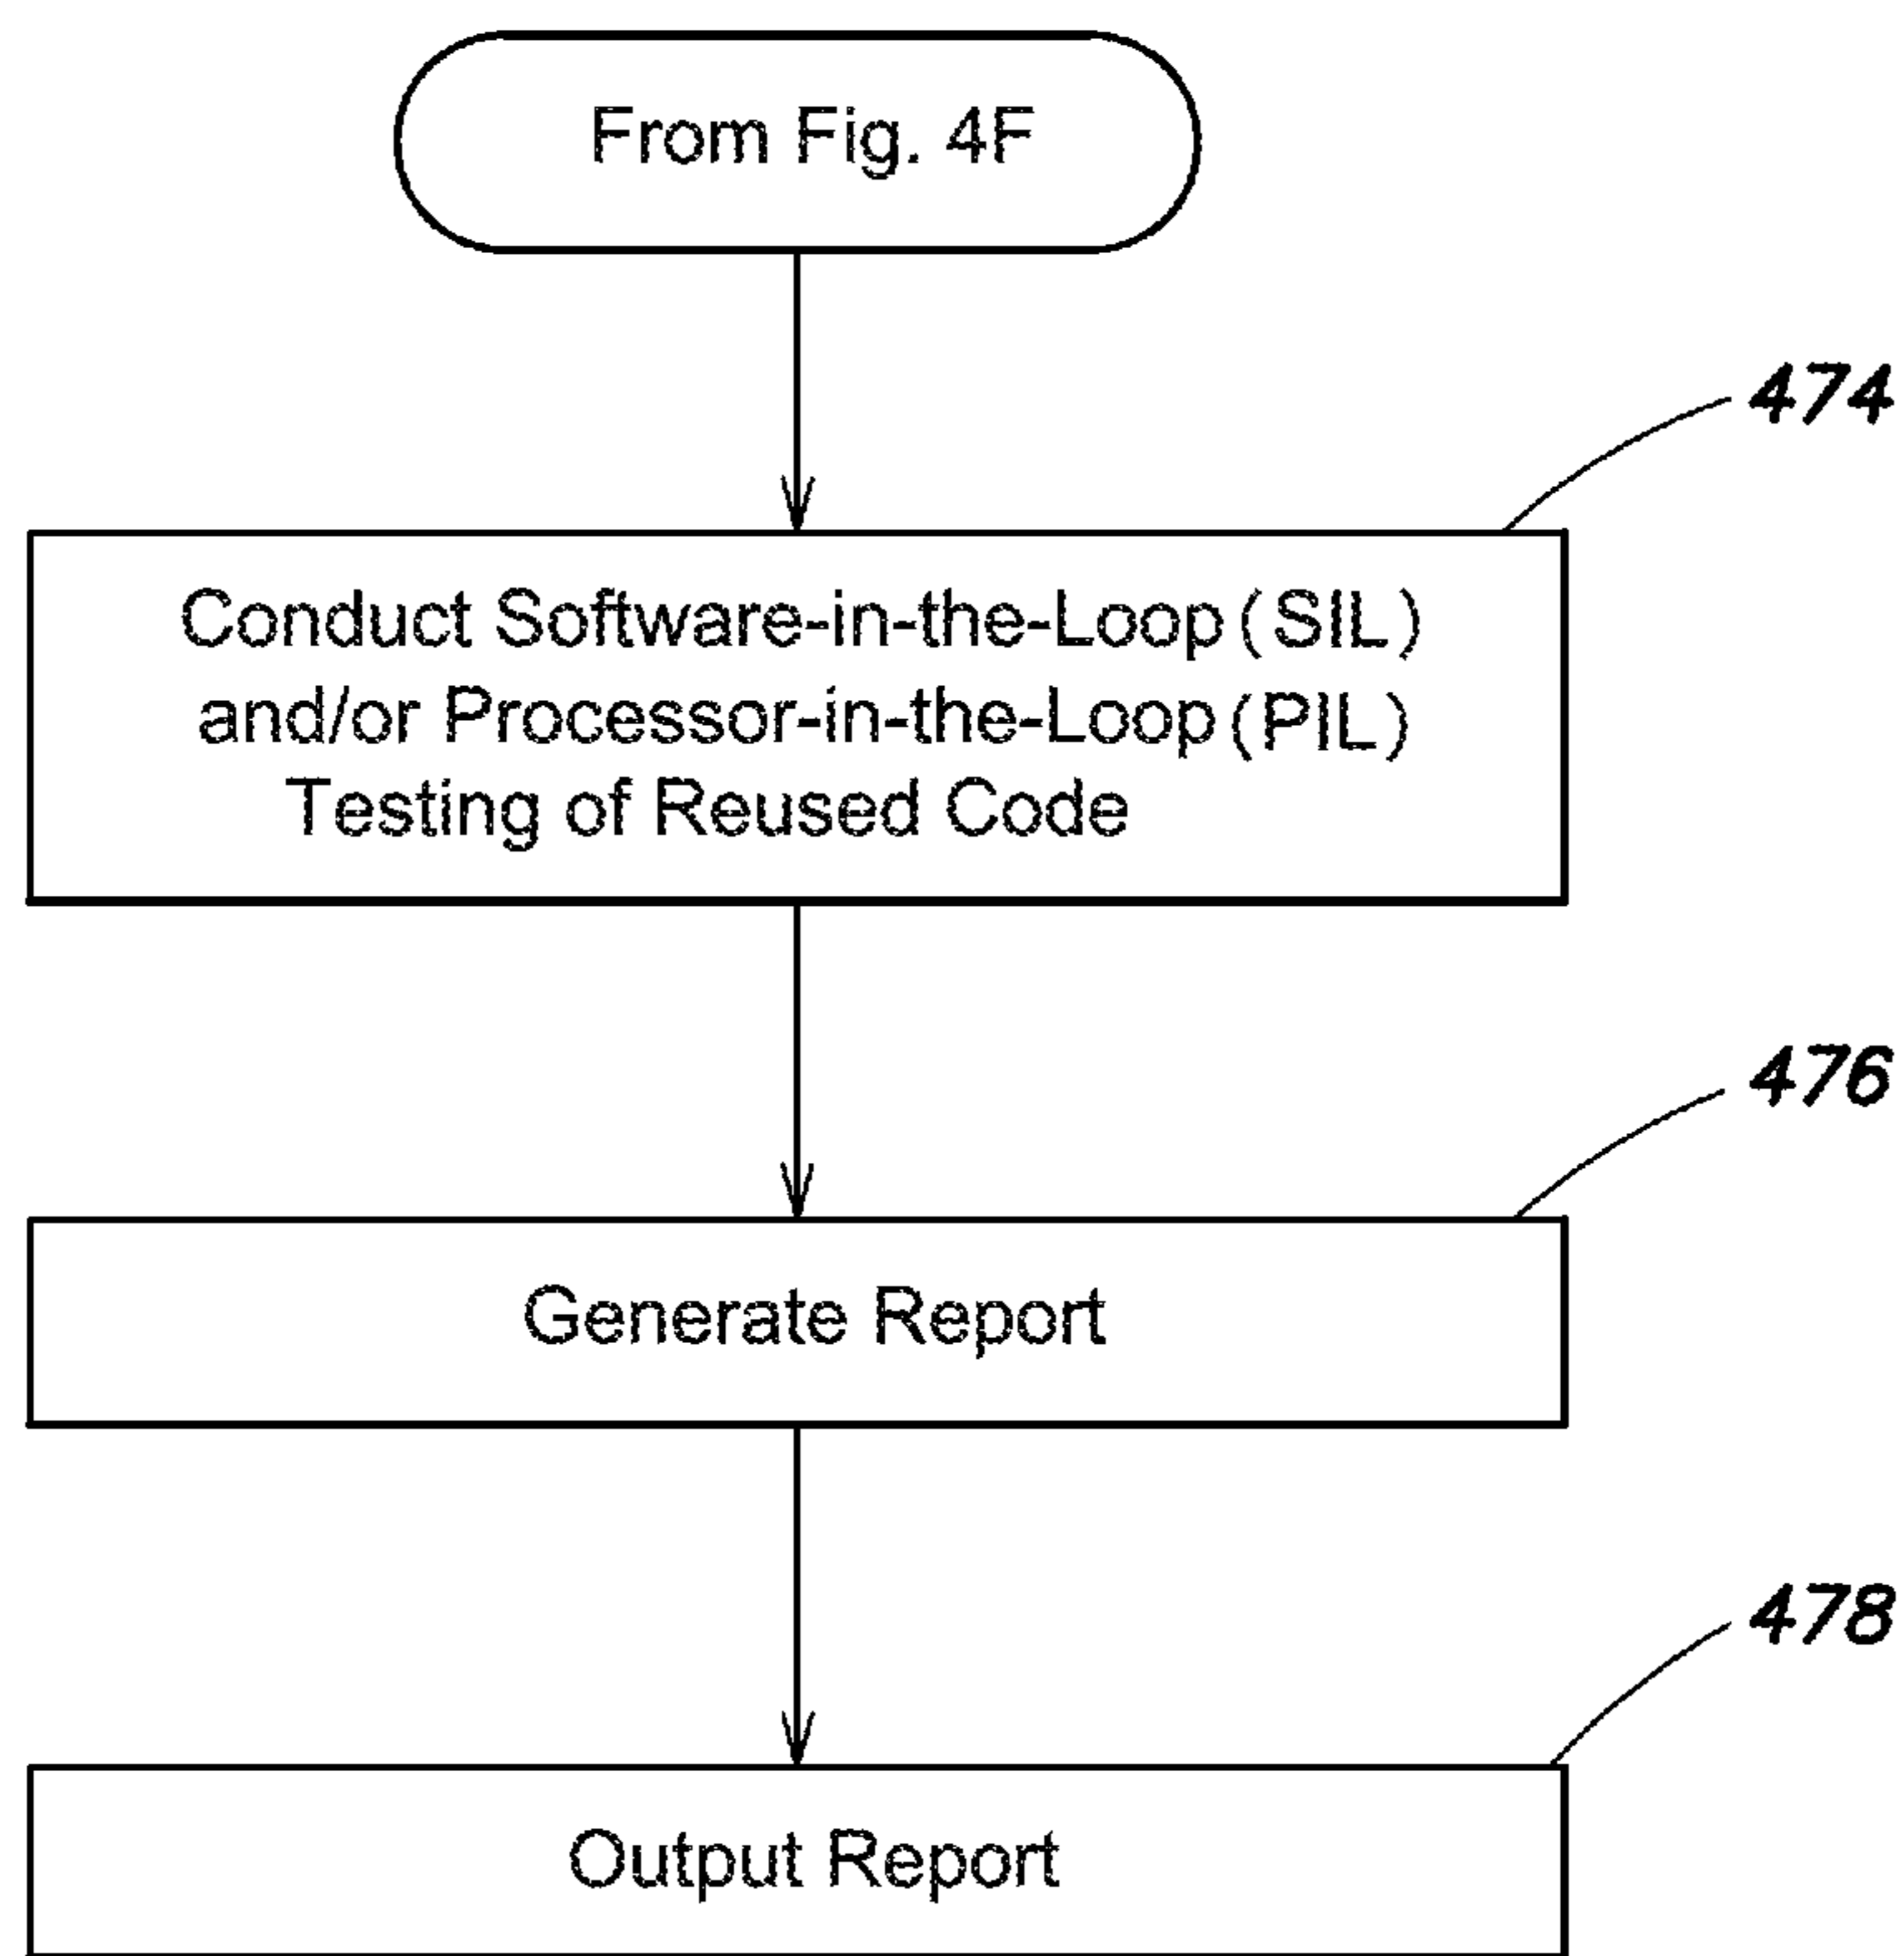 From Fig. 4F
474
Conduct Software-in-the-Loop (SIL)
and/or Processor-in-the-Loop (PIL)
Testing of Reused Code
476
Generate Report
478
Output Report